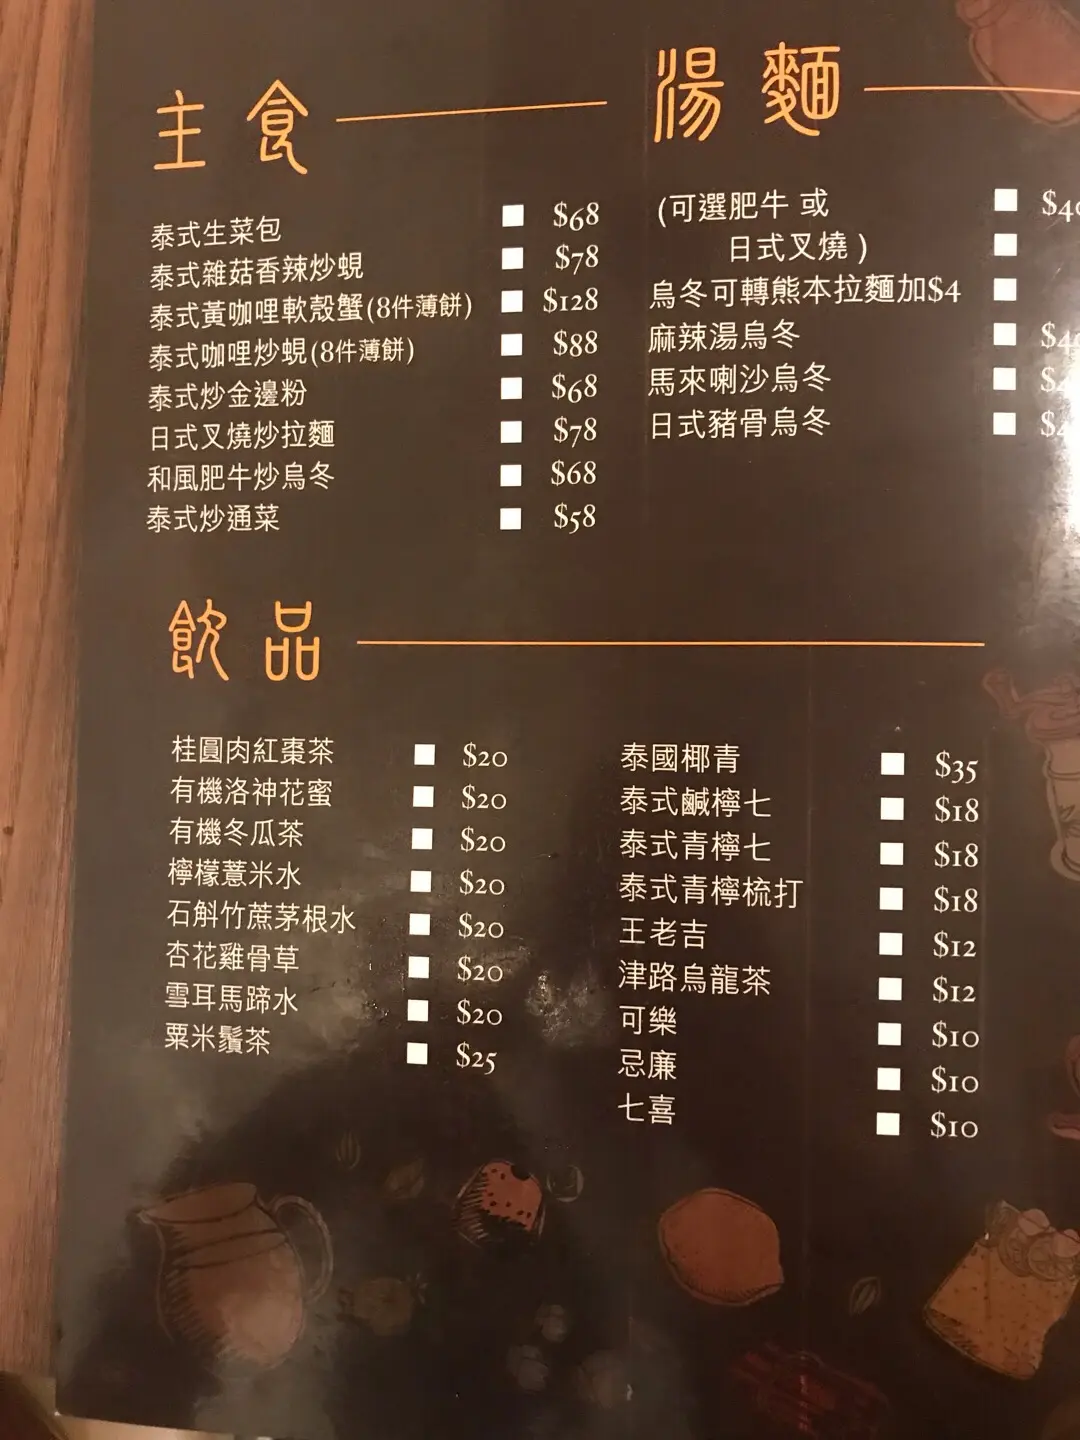 主食
泰式生菜包 $68
泰式雜菇香辣炒蜆 $78
泰式黃咖哩軟殼蟹(8件薄餅) $128
泰式咖哩炒蜆(8件薄餅) $88
泰式炒金邊粉 $68
日式叉燒炒拉麵 $78
和風肥牛炒烏冬 $68
泰式炒通菜 $58
湯麵
(可選肥牛 或
日式叉燒 )
烏冬可轉熊本拉麵加$4
麻辣湯烏冬
馬來喇沙烏冬
日式豬骨烏冬
飲品
桂圓肉紅棗茶 $20
有機洛神花蜜 $20
有機冬瓜茶 $20
檸檬薏米水 $20
石斛竹蔗茅根水 $20
杏花雞骨草 $20
雪耳馬蹄水 $20
粟米鬚茶 $25
泰國椰青 $35
泰式鹹檸七 $18
泰式青檸七 $18
泰式青檸梳打 $18
王老吉 $12
津路烏龍茶 $12
可樂 $10
忌廉 $10
七喜 $10